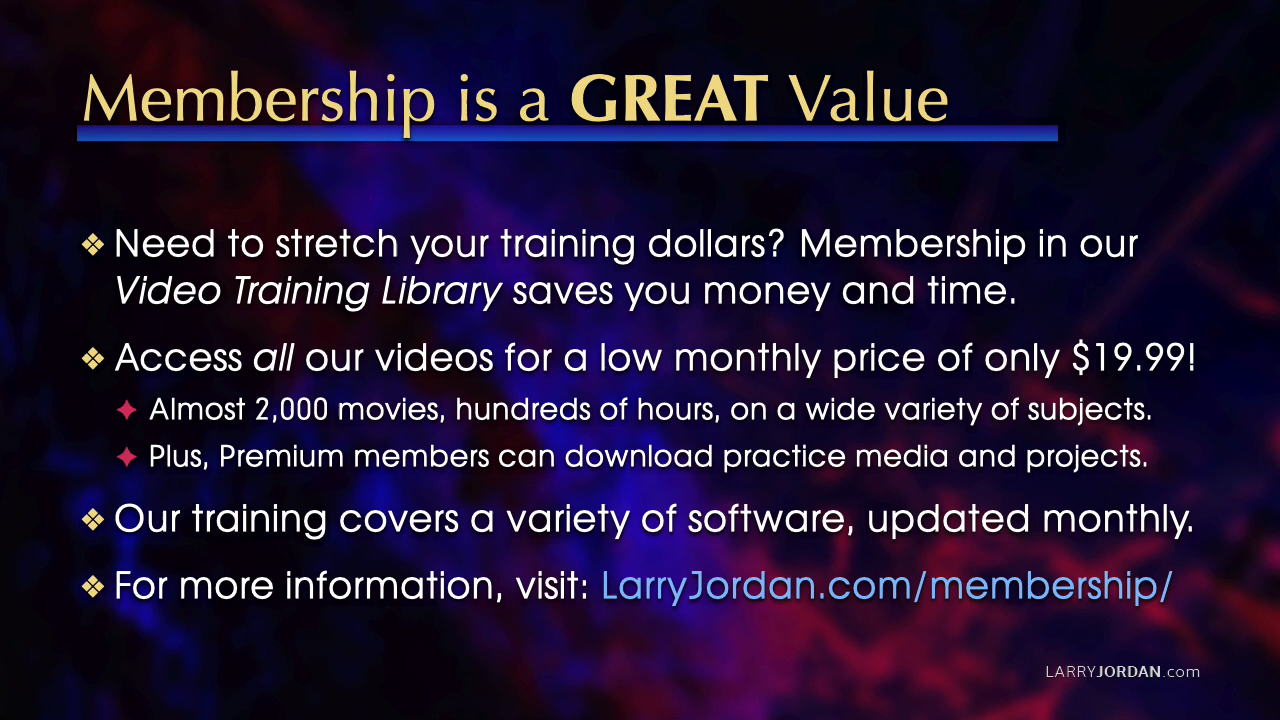 Membership is a GREAT Value
❖ Need to stretch your training dollars? Membership in our
Video Training Library saves you money and time.
❖ Access all our videos for a low monthly price of only $19.99!
✦ Almost 2,000 movies, hundreds of hours, on a wide variety of subjects.
✦ Plus, Premium members can download practice media and projects.
❖ Our training covers a variety of software, updated monthly.
❖ For more information, visit: LarryJordan.com/membership/
LARRYJORDAN.com